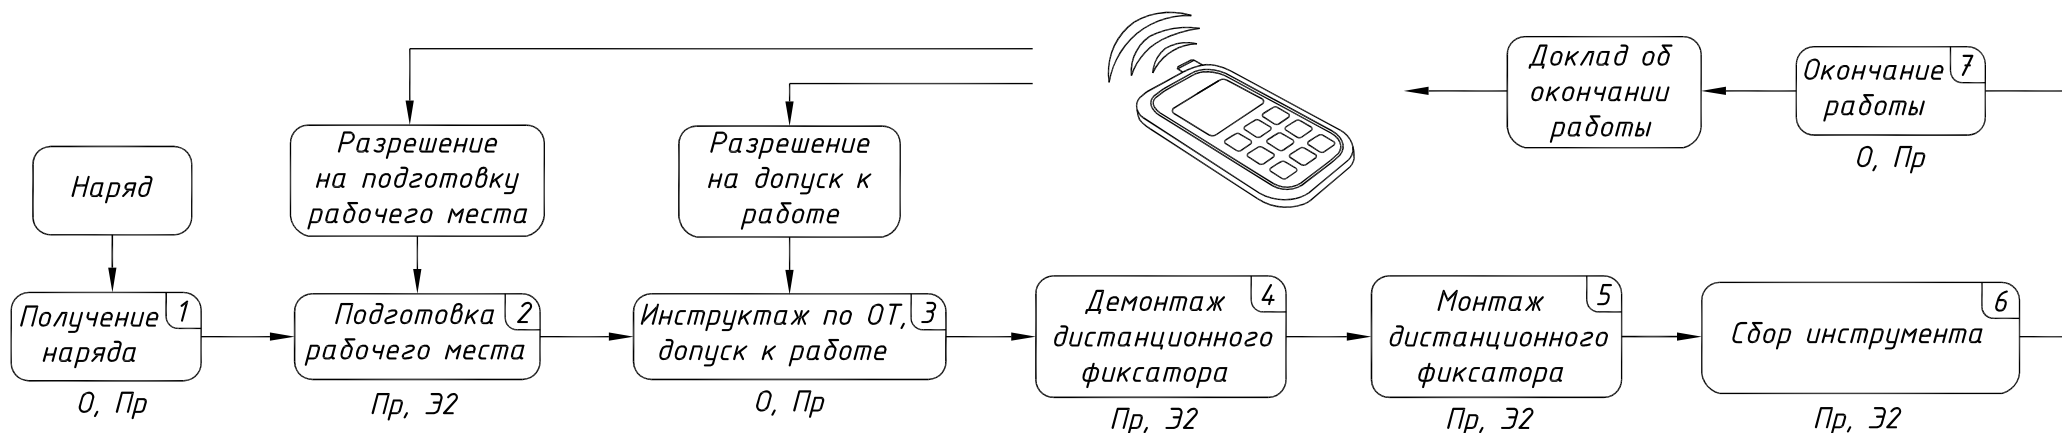 Наряд
Получение
наряда
1
О, Пр
Разрешение
на подготовку
рабочего места
Подготовка
рабочего места
2
Пр, Э2
Разрешение
на допуск к
работе
Инструктаж по ОТ,
допуск к работе
3
О, Пр
Демонтаж
дистанционного
фиксатора
4
Пр, Э2
Монтаж
дистанционного
фиксатора
5
Пр, Э2
Сбор инструмента
6
Пр, Э2
Окончание
работы
7
О, Пр
Доклад об
окончании
работы